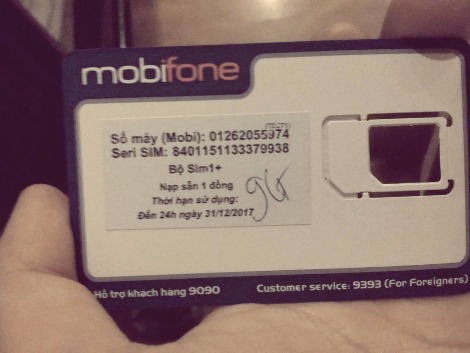 mobifone
(TBQT1)
Số máy (Mobi): 01262055974
Seri SIM: 8401151133379938
Bộ Sim1+
Nạp sẵn 1 đồng
Thời hạn sử dụng:
Đến 24h ngày 31/12/2017
Hỗ trợ khách hàng 9090
Customer service: 9393 (For Foreigners)